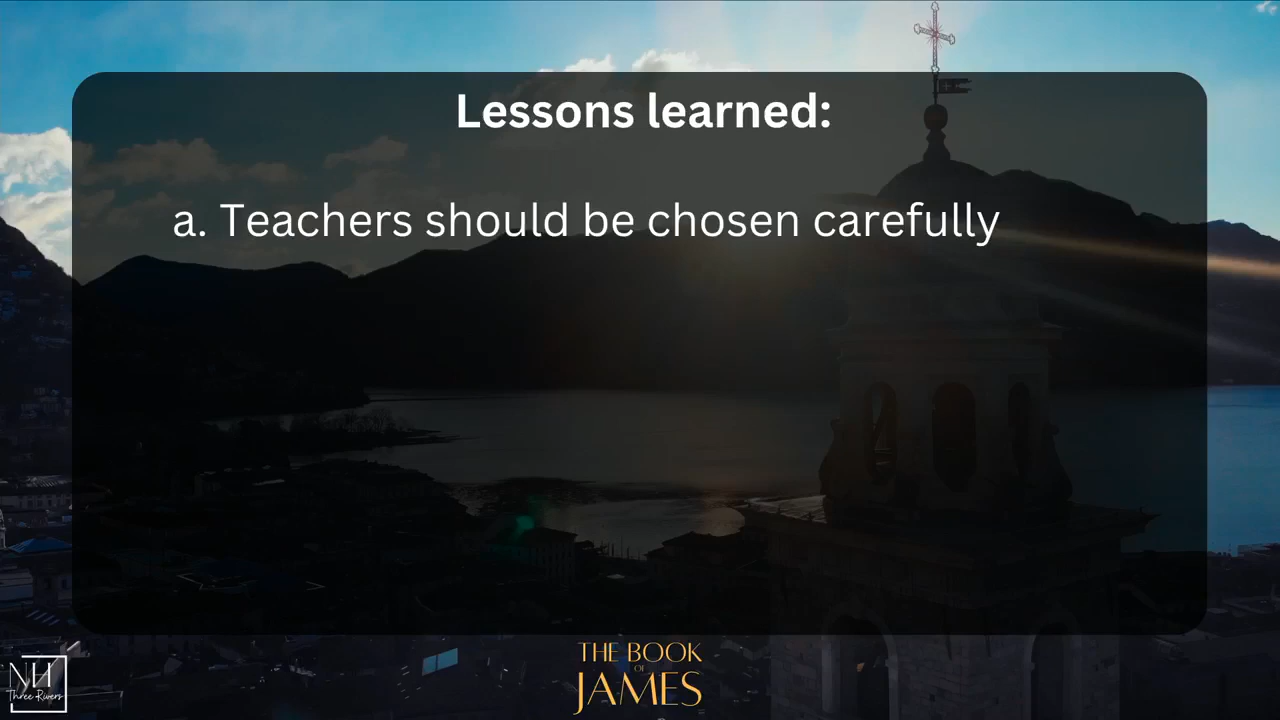 Lessons learned:
a. Teachers should be chosen carefully
NH
Three Rivers
THE BOOK
OF
JAMES